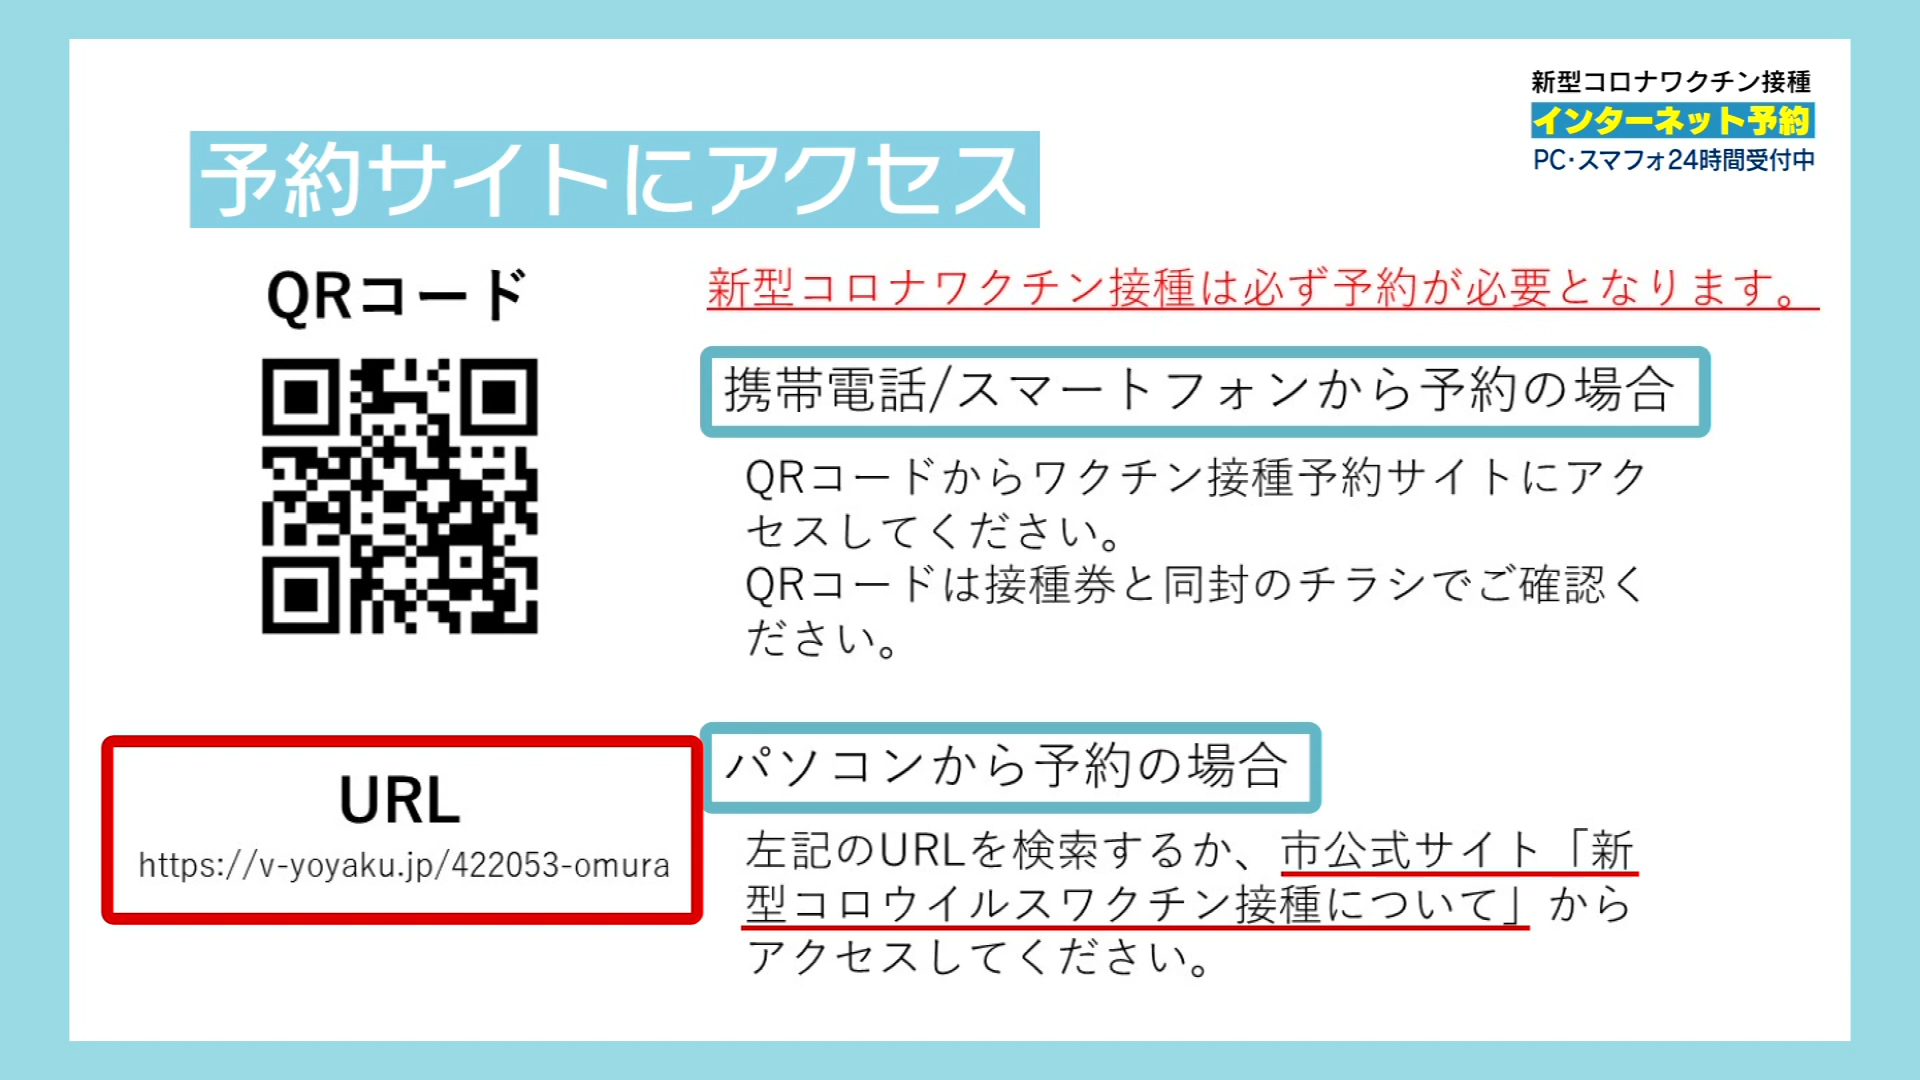 新型コロナワクチン接種
インターネット予約
PC･スマフォ24時間受付中
予約サイトにアクセス
QRコード
新型コロナワクチン接種は必ず予約が必要となります。
携帯電話/スマートフォンから予約の場合
QRコードからワクチン接種予約サイトにアク
セスしてください。
QRコードは接種券と同封のチラシでご確認く
ださい。
URL
https://v-yoyaku.jp/422053-omura
パソコンから予約の場合
左記のURLを検索するか、市公式サイト「新
型コロウイルスワクチン接種について」から
アクセスしてください。